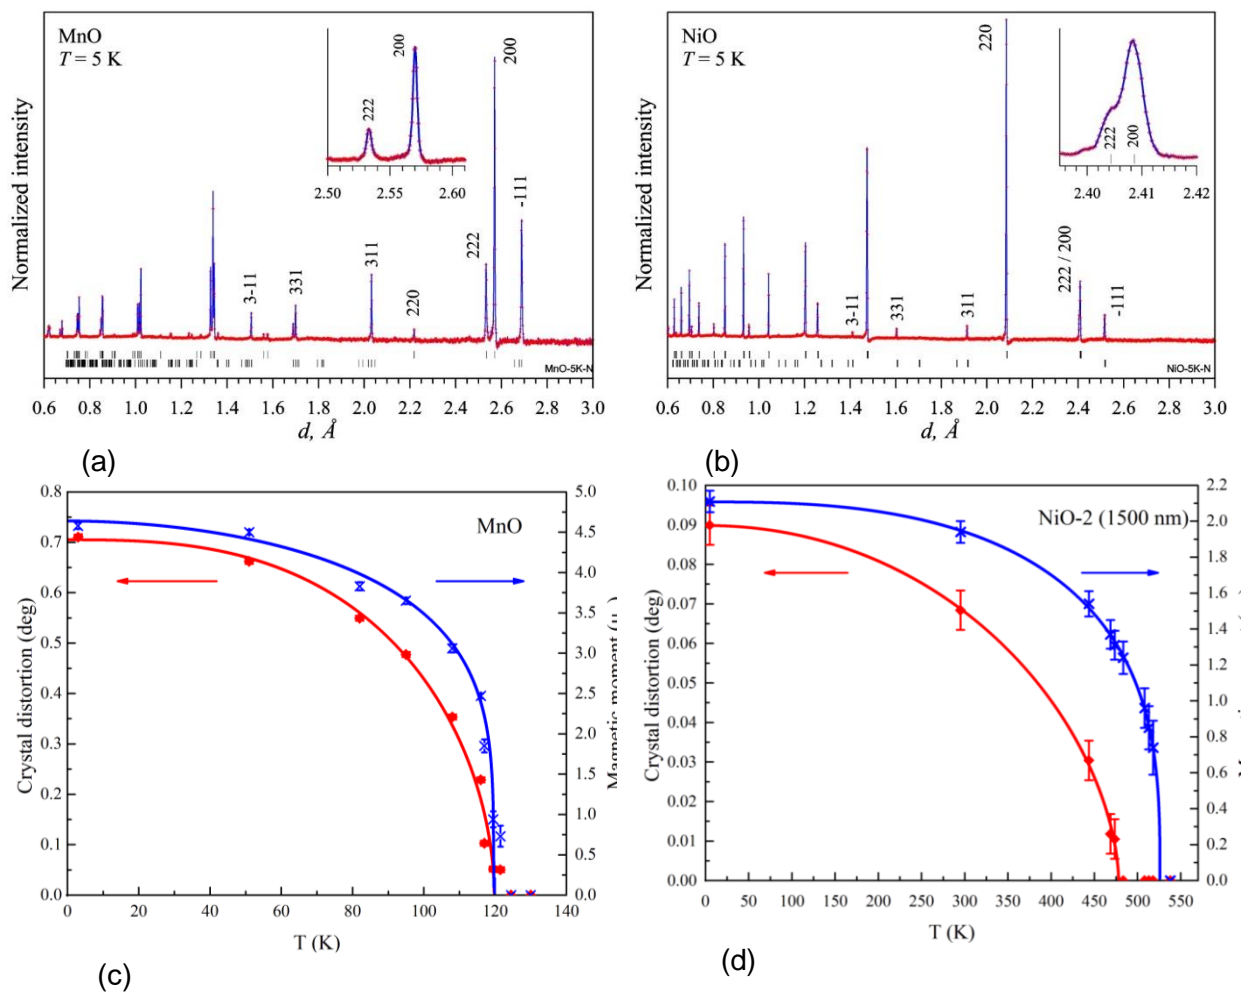 MnO
T = 5 K
Normalized intensity
222
200
2.50 2.55 2.60
3-11
331
311
220
222
200
-111
MnO-5K-N
0.6 0.8 1.0 1.2 1.4 1.6 1.8 2.0 2.2 2.4 2.6 2.8 3.0
d, Å
(a)
NiO
T = 5 K
Normalized intensity
222
200
2.40 2.41 2.42
3-11
331
311
220
222 / 200
-111
NiO-5K-N
0.6 0.8 1.0 1.2 1.4 1.6 1.8 2.0 2.2 2.4 2.6 2.8 3.0
d, Å
(b)
MnO
Crystal distortion (deg)
0.8
0.7
0.6
0.5
0.4
0.3
0.2
0.1
0.0
5.0
4.5
4.0
3.5
3.0
2.5
2.0
1.5
1.0
0.5
0.0
Magnetic moment (μ
0 20 40 60 80 100 120 140
T (K)
(c)
NiO-2 (1500 nm)
Crystal distortion (deg)
0.10
0.09
0.08
0.07
0.06
0.05
0.04
0.03
0.02
0.01
0.00
2.2
2.0
1.8
1.6
1.4
1.2
1.0
0.8
0.6
0.4
0.2
0.0
0 50 100 150 200 250 300 350 400 450 500 550
T (K)
(d)